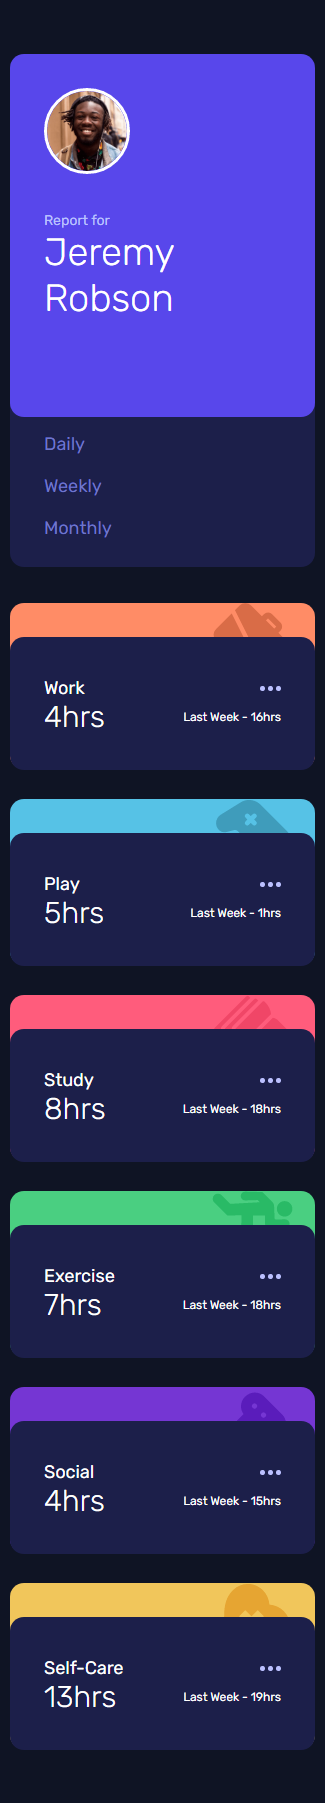 Report for
Jeremy
Robson
Daily
Weekly
Monthly
Work
4hrs
Last Week - 16hrs
Play
5hrs
Last Week - 1hrs
Study
8hrs
Last Week - 18hrs
Exercise
7hrs
Last Week - 18hrs
Social
4hrs
Last Week - 15hrs
Self-Care
13hrs
Last Week - 19hrs